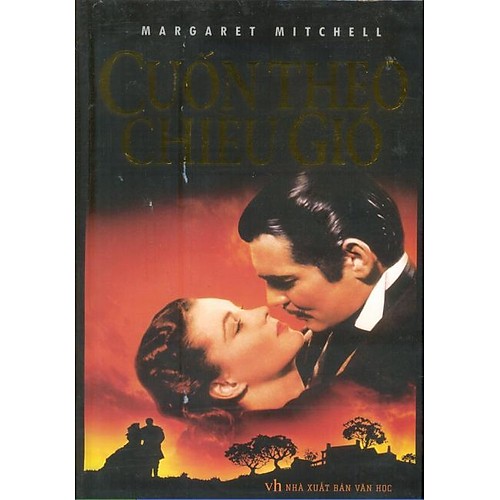 MARGARET MITCHELL
CUỐN THEO
CHIỀU GIÓ
vh NHÀ XUẤT BẢN VĂN HỌC